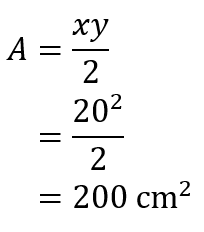 A = xy/2
= 20²/2
= 200 cm²